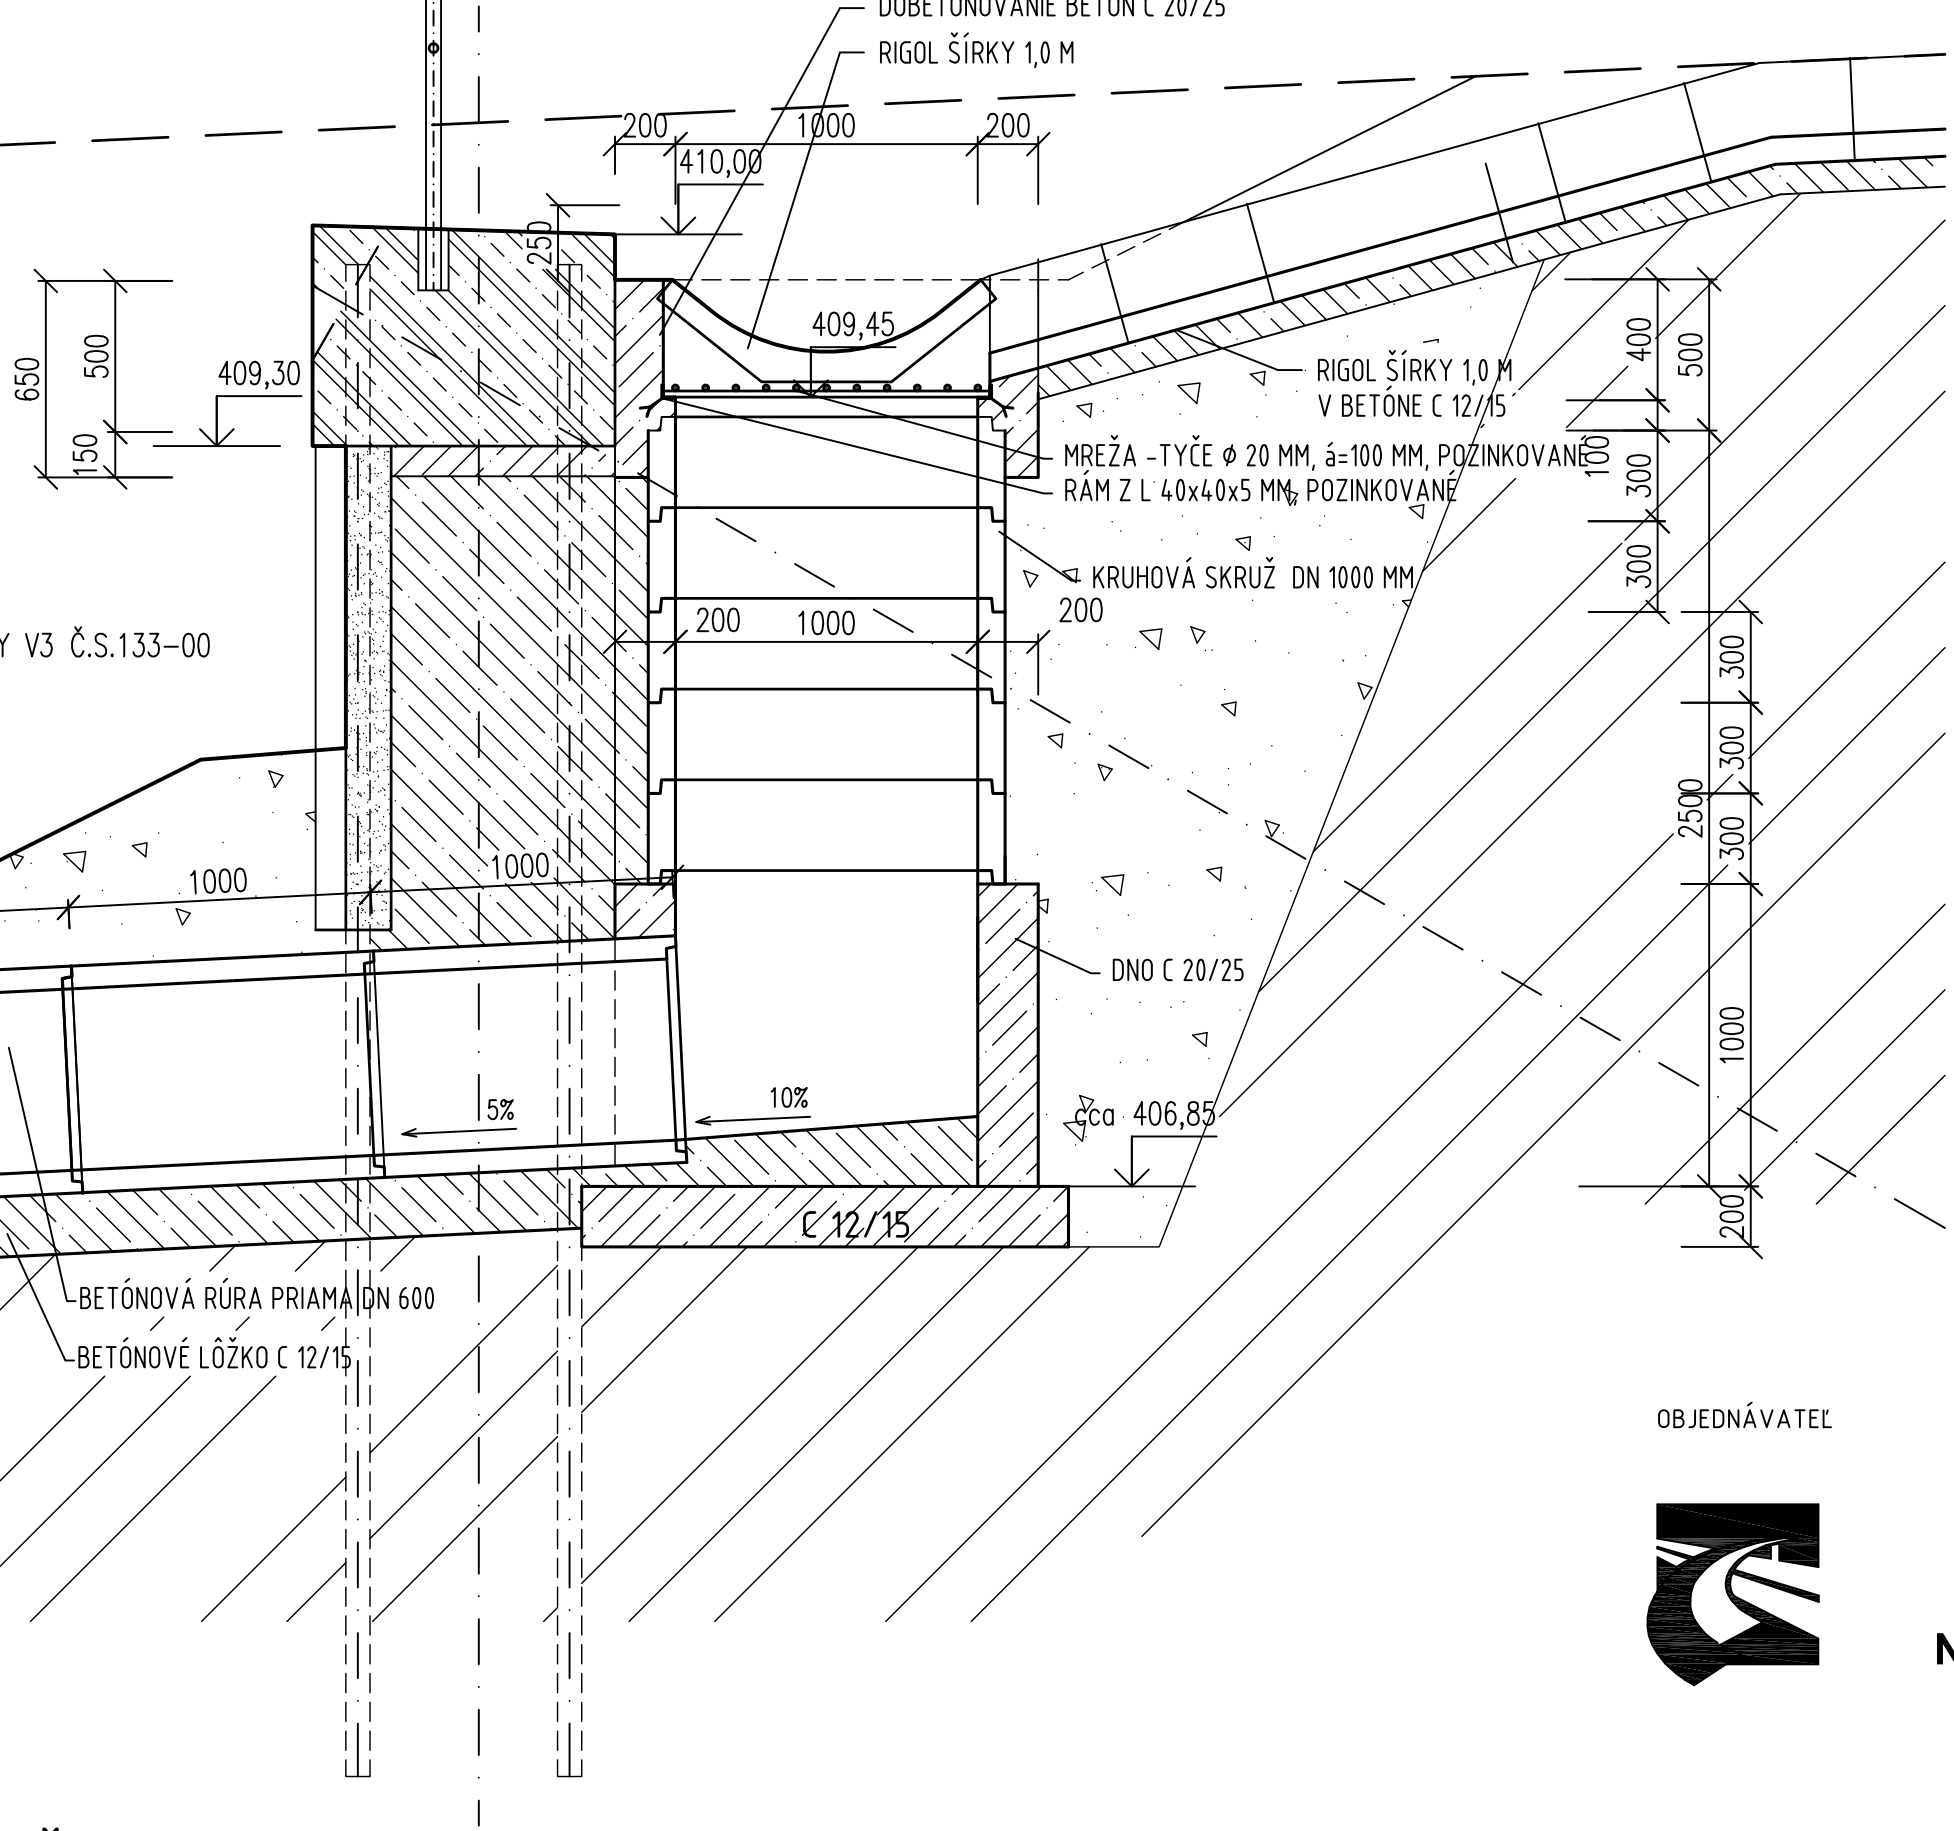 DOBETÓNOVANIE BETÓN C 20/25
RIGOL ŠÍRKY 1,0 M
200 1000 200
410,00
250
650
500
150
409,30
409,45
400
500
100
300
300
RIGOL ŠÍRKY 1,0 M
V BETÓNE C 12/15
MREŽA -TYČE ϕ 20 MM, á=100 MM, POZINKOVANÉ
RÁM Z L 40x40x5 MM, POZINKOVANÉ
KRUHOVÁ SKRUŽ DN 1000 MM
200 1000 200
Y V3 Č.S.133-00
300
300
300
2500
1000
200
1000 1000
DNO C 20/25
5%
10%
cca 406,85
C 12/15
BETÓNOVÁ RÚRA PRIAMA DN 600
BETÓNOVÉ LÔŽKO C 12/15
OBJEDNÁVATEĽ
N